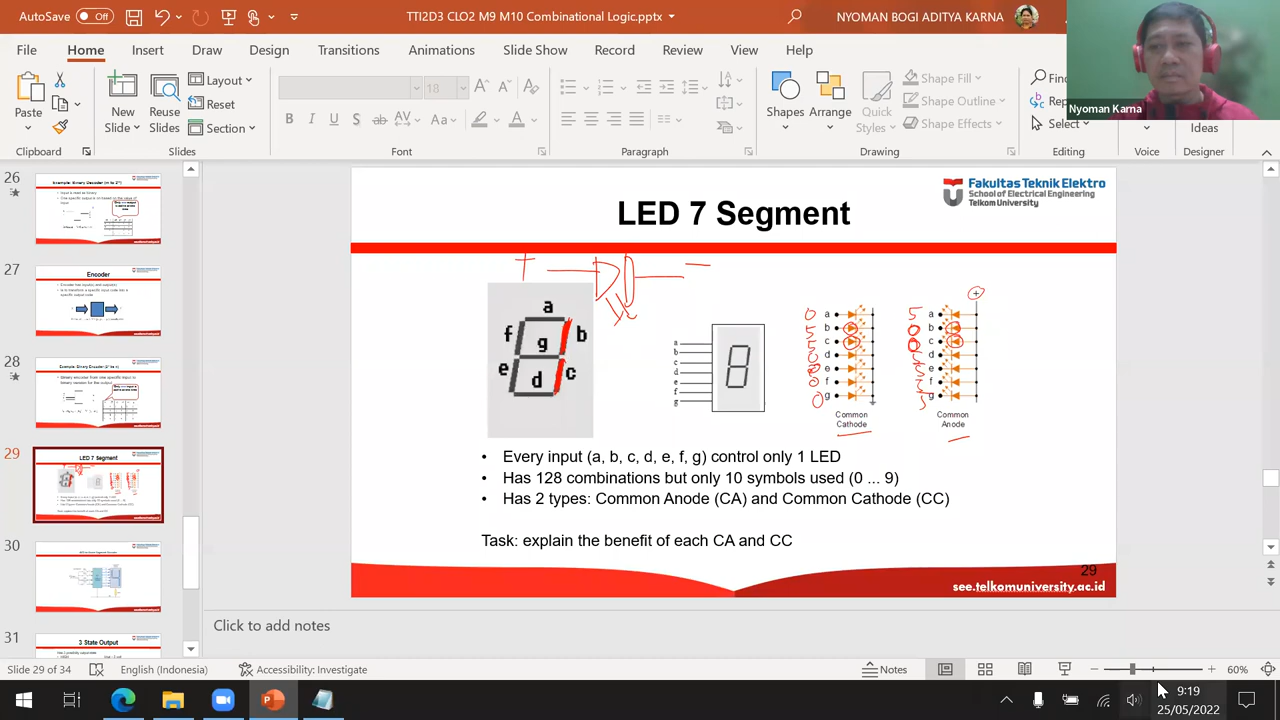 AutoSave Off
TTI2D3 CLO2 M9 M10 Combinational Logic.pptx
NYOMAN BOGI ADITYA KARNA
File Home Insert Draw Design Transitions Animations Slide Show Record Review View Help
Paste
New Slide
Reuse Slides
Layout
Reset
Section
Shapes
Arrange
Quick Styles
Shape Fill
Shape Outline
Shape Effects
Select
Ideas
Nyoman Karna
Clipboard Slides Font Paragraph Drawing Editing Voice Designer
26
27
Encoder
28
29
LED 7 Segment
30
31
3 State Output
Fakultas Teknik Elektro
School of Electrical Engineering
Telkom University
LED 7 Segment
+ −
a
f b
g
e c
d
a
b
c
d
e
f
g
0 a
5 b
5 c
d
e
f
0 g
Common
Cathode
+
5 a
0 b
0 c
d
e
f
g
Common
Anode
• Every input (a, b, c, d, e, f, g) control only 1 LED
• Has 128 combinations but only 10 symbols used (0 ... 9)
• Has 2 types: Common Anode (CA) and Common Cathode (CC)
Task: explain the benefit of each CA and CC
29
see.telkomuniversity.ac.id
Click to add notes
Slide 29 of 34
English (Indonesia)
Accessibility: Investigate
Notes
60%
9:19
25/05/2022